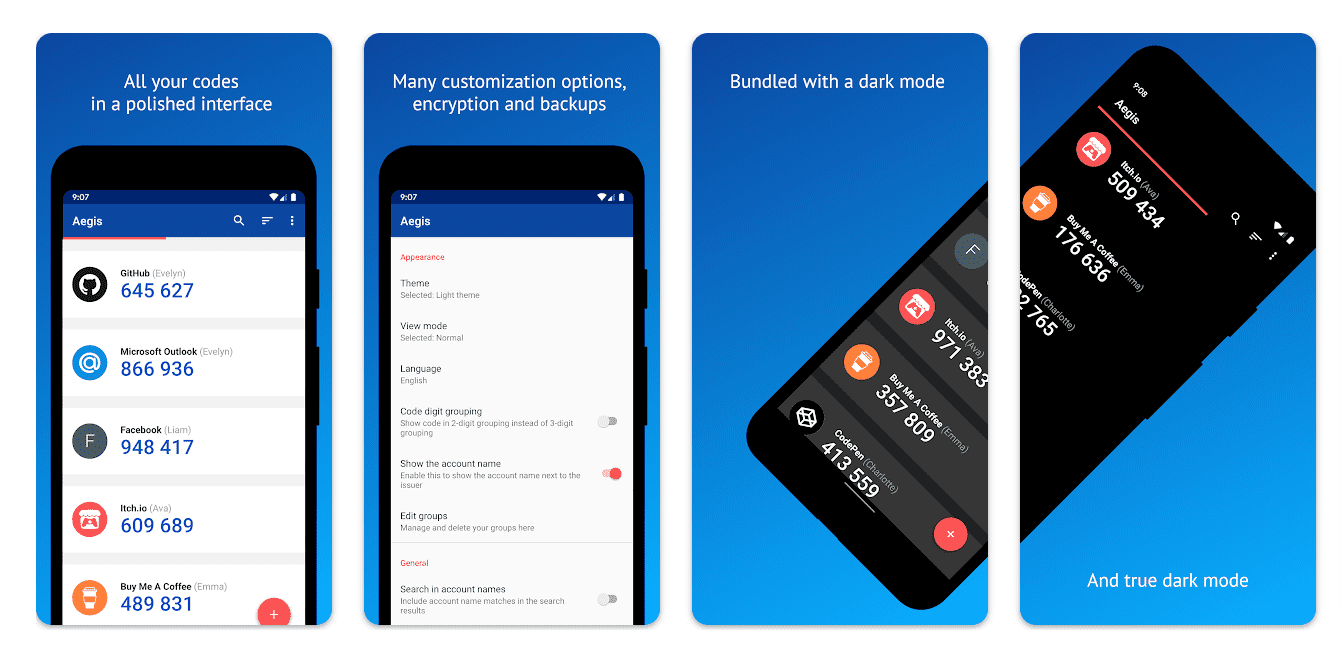 All your codes
in a polished interface
9:07
Aegis
GitHub (Evelyn)
645 627
Microsoft Outlook (Evelyn)
866 936
F
Facebook (Liam)
948 417
Itch.io (Ava)
609 689
Buy Me A Coffee (Emma)
489 831
+
Many customization options,
encryption and backups
9:07
Aegis
Appearance
Theme
Selected: Light theme
View mode
Selected: Normal
Language
English
Code digit grouping
Show code in 2-digit grouping instead of 3-digit
grouping
Show the account name
Enable this to show the account name next to the
issuer
Edit groups
Manage and delete your groups here
General
Search in account names
Include account name matches in the search
results
Bundled with a dark mode
F
Itch.io (Ava)
971 383
Buy Me A Coffee (Emma)
357 809
CodePen (Charlotte)
413 559
9:08
Aegis
Itch.io (Ava)
509 434
Buy Me A Coffee (Emma)
176 636
(Charlotte)
765
And true dark mode